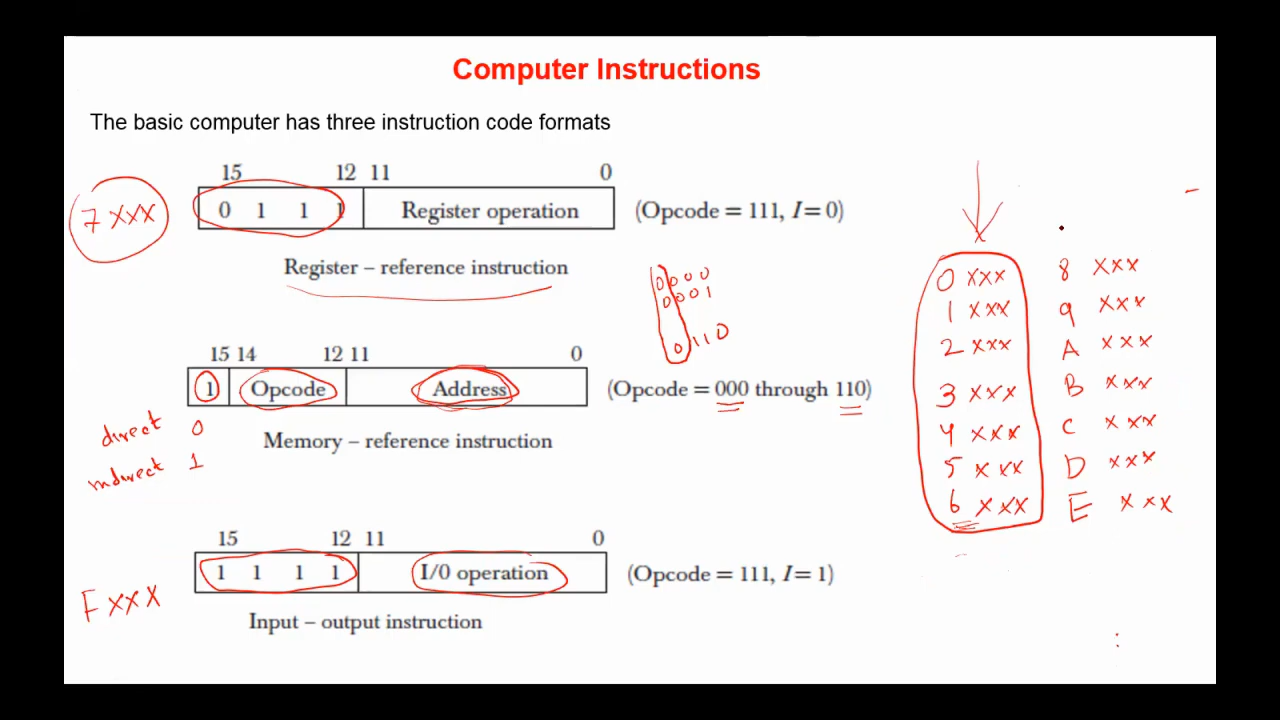 Computer Instructions
The basic computer has three instruction code formats
15 12 11 0
7 XXX
0 1 1 1 Register operation (Opcode = 111, I = 0)
Register – reference instruction
0000
0001
0110
15 14 12 11 0
1 Opcode Address (Opcode = 000 through 110)
direct 0
Memory – reference instruction
indirect 1
15 12 11 0
1 1 1 1 I/0 operation (Opcode = 111, I = 1)
F XXX
Input – output instruction
x
0 XXX
1 XXX
2 XXX
3 XXX
4 XXX
5 XXX
6 XXX
8 XXX
9 XXX
A XXX
B XXX
C XXX
D XXX
E XXX